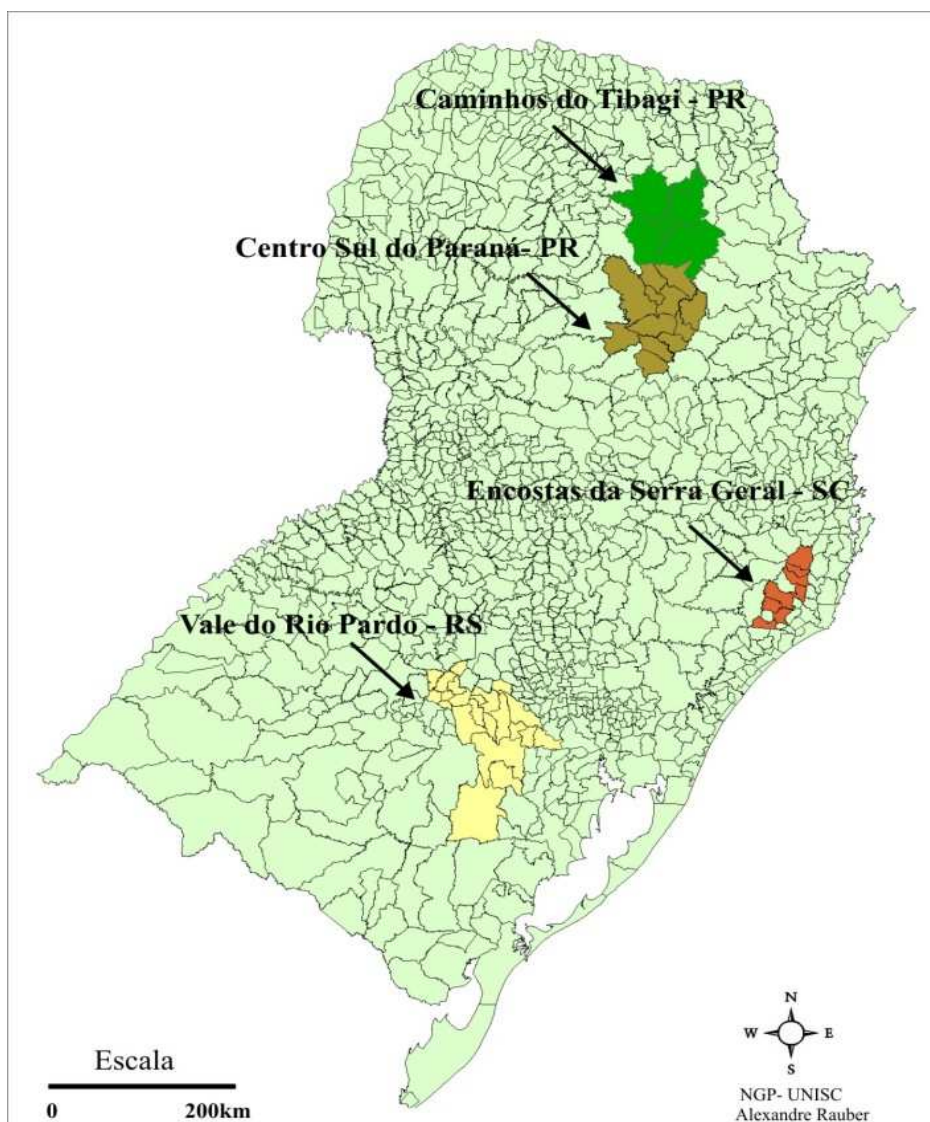 Caminhos do Tibagi - PR
Centro Sul do Paraná- PR
Encostas da Serra Geral - SC
Vale do Rio Pardo - RS
N
W E
S
Escala
0 200km
NGP- UNISC
Alexandre Rauber